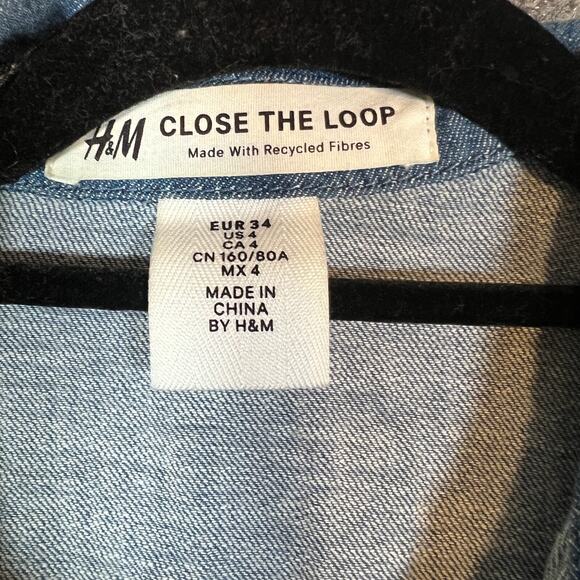 H&M CLOSE THE LOOP
Made With Recycled Fibres
EUR 34
US 4
CA 4
CN 160/80A
MX 4
MADE IN
CHINA
BY H&M